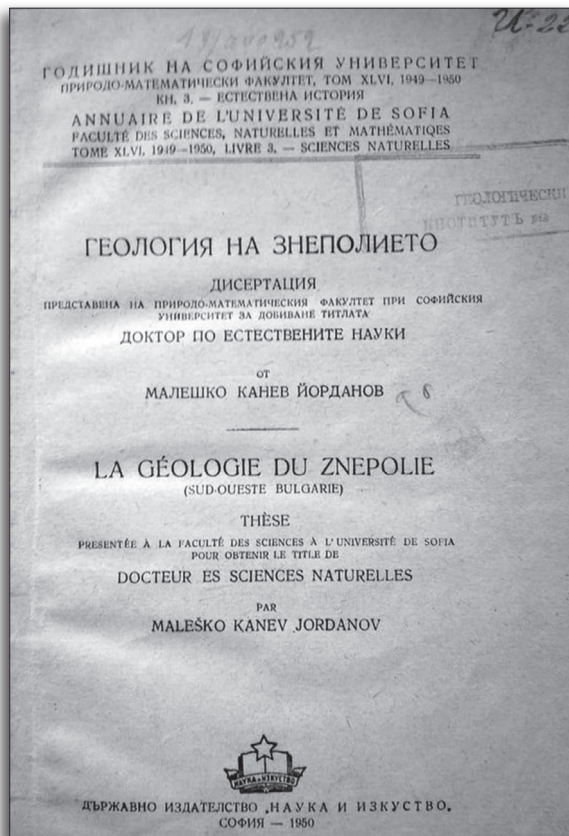 ГОДИШНИК НА СОФИЙСКИЯ УНИВЕРСИТЕТ
ПРИРОДО-МАТЕМАТИЧЕСКИ ФАКУЛТЕТ, ТОМ XLVI, 1949—1950
КН. 3. — ЕСТЕСТВЕНА ИСТОРИЯ
ANNUAIRE DE L'UNIVERSITÉ DE SOFIA
FACULTÉ DES SCIENCES, NATURELLES ET MATHÉMATIQES
TOME XLVI, 1949—1950, LIVRE 3. — SCIENCES NATURELLES
ГЕОЛОГИЧЕСКИ
ИНСТИТУТЪ
ГЕОЛОГИЯ НА ЗНЕПОЛИЕТО
ДИСЕРТАЦИЯ
ПРЕДСТАВЕНА НА ПРИРОДО-МАТЕМАТИЧЕСКИЯ ФАКУЛТЕТ ПРИ СОФИЙСКИЯ
УНИВЕРСИТЕТ ЗА ДОБИВАНЕ ТИТЛАТА
ДОКТОР ПО ЕСТЕСТВЕНИТЕ НАУКИ
ОТ
МАЛЕШКО КАНЕВ ЙОРДАНОВ
LA GÉOLOGIE DU ZNEPOLIE
(SUD-OUESTE BULGARIE)
THÈSE
PRESENTÉE À LA FACULTÉ DES SCIENCES À L'UNIVERSITÉ DE SOFIA
POUR OBTENIR LE TITLE DE
DOCTEUR ES SCIENCES NATURELLES
PAR
MALEŠKO KANEV JORDANOV
НАУКА И ИЗКУСТВО
ДЪРЖАВНО ИЗДАТЕЛСТВО „НАУКА И ИЗКУСТВО"
СОФИЯ — 1950